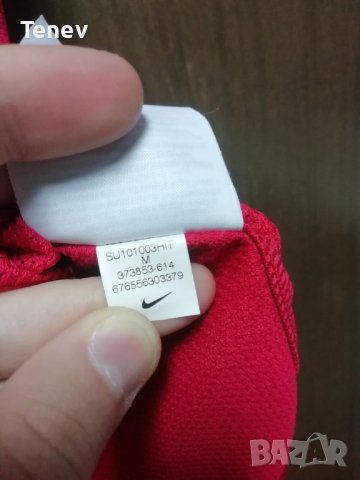 Tenev
SU101003HIT
M
373853-614
676556303379
BAZAR